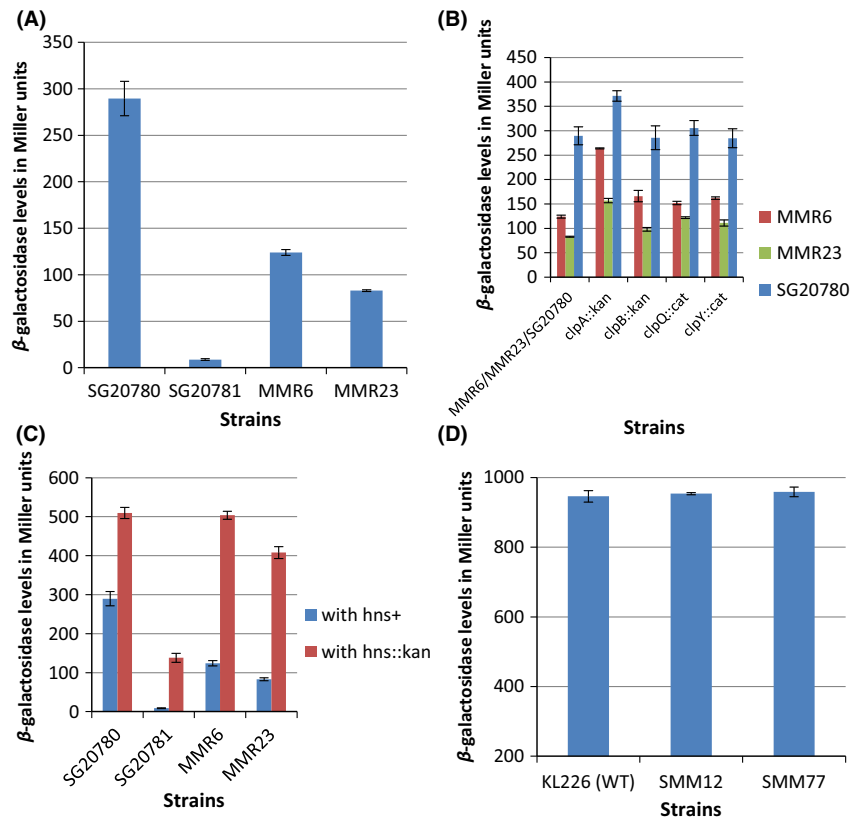 (A)
β-galactosidase levels in Miller units
350
300
250
200
150
100
50
0
SG20780 SG20781 MMR6 MMR23
Strains
(B)
β-galactosidase levels in Miller units
450
400
350
300
250
200
150
100
50
0
MMR6/MMR23/SG20780
clpA::kan
clpB::kan
clpQ::cat
clpY::cat
Strains
MMR6
MMR23
SG20780
(C)
β-galactosidase levels in Miller units
600
500
400
300
200
100
0
SG20780
SG20781
MMR6
MMR23
Strains
with hns+
with hns::kan
(D)
β-galactosidase levels in Miller units
1000
800
600
400
200
KL226 (WT) SMM12 SMM77
Strains